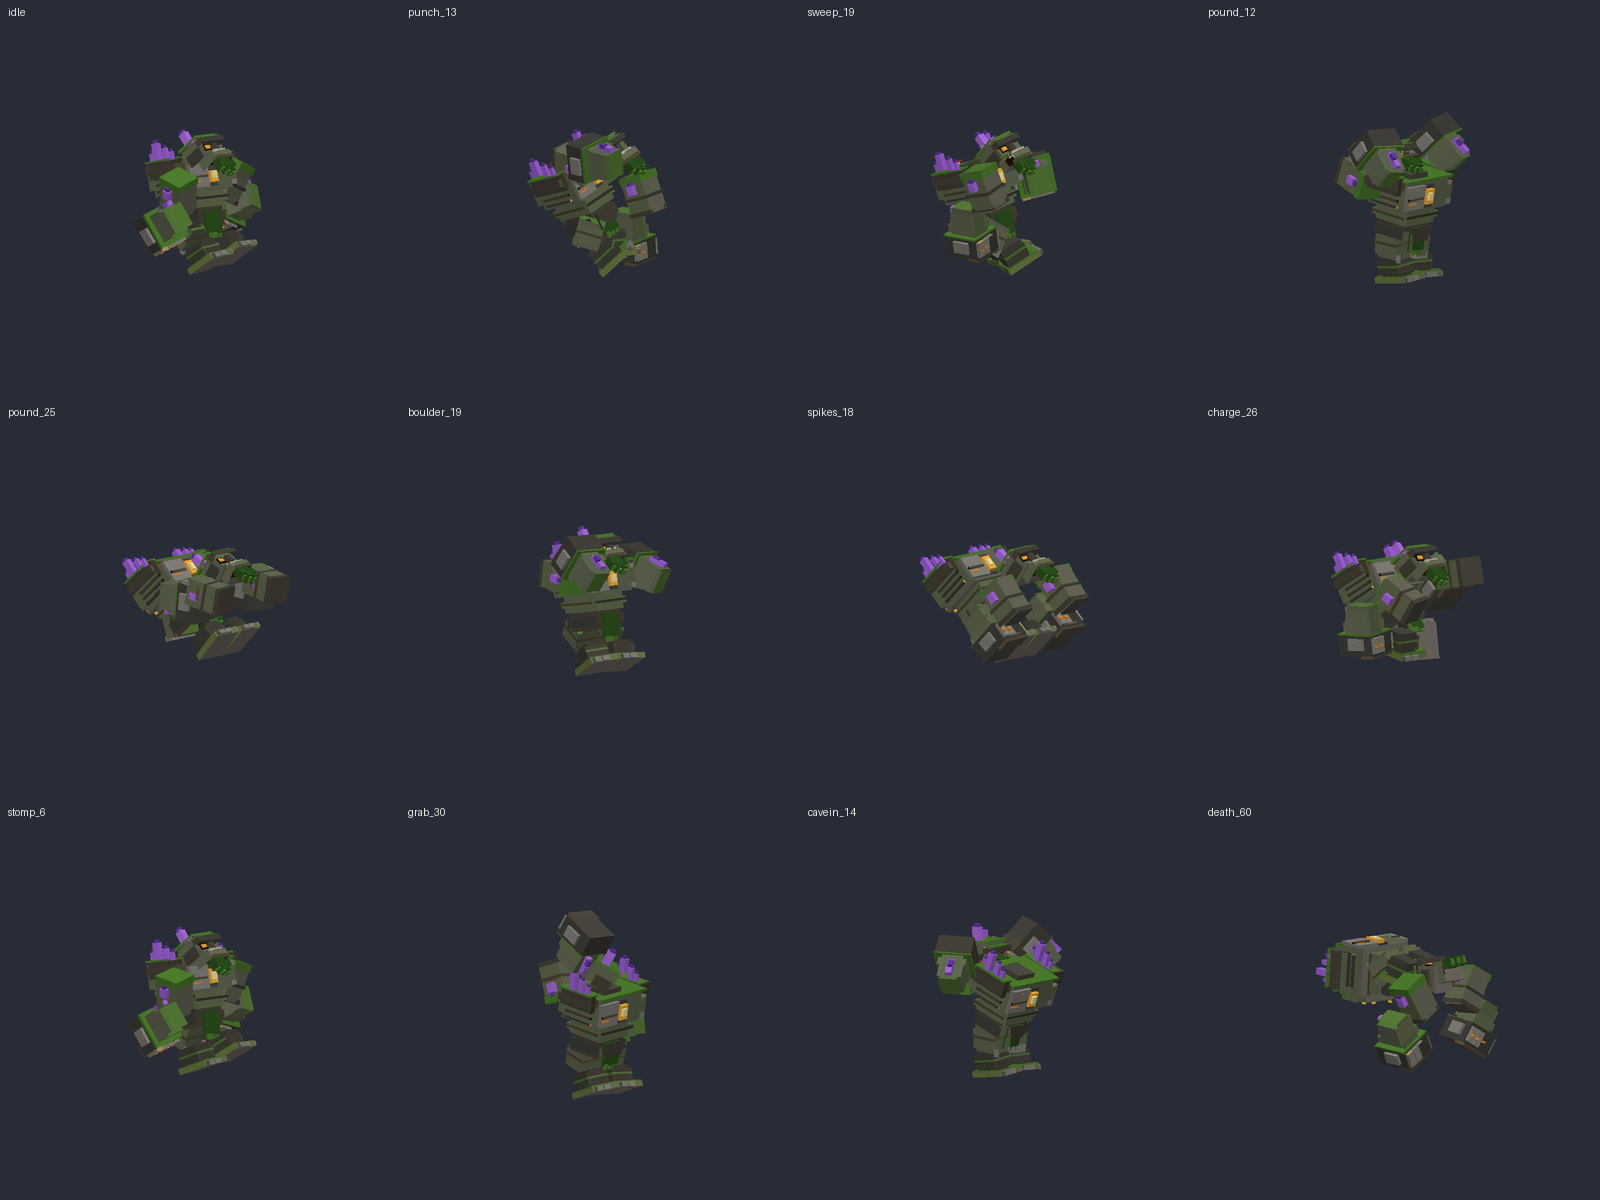 idle
punch_13
sweep_19
pound_12
pound_25
boulder_19
spikes_18
charge_26
stomp_6
grab_30
cavein_14
death_60